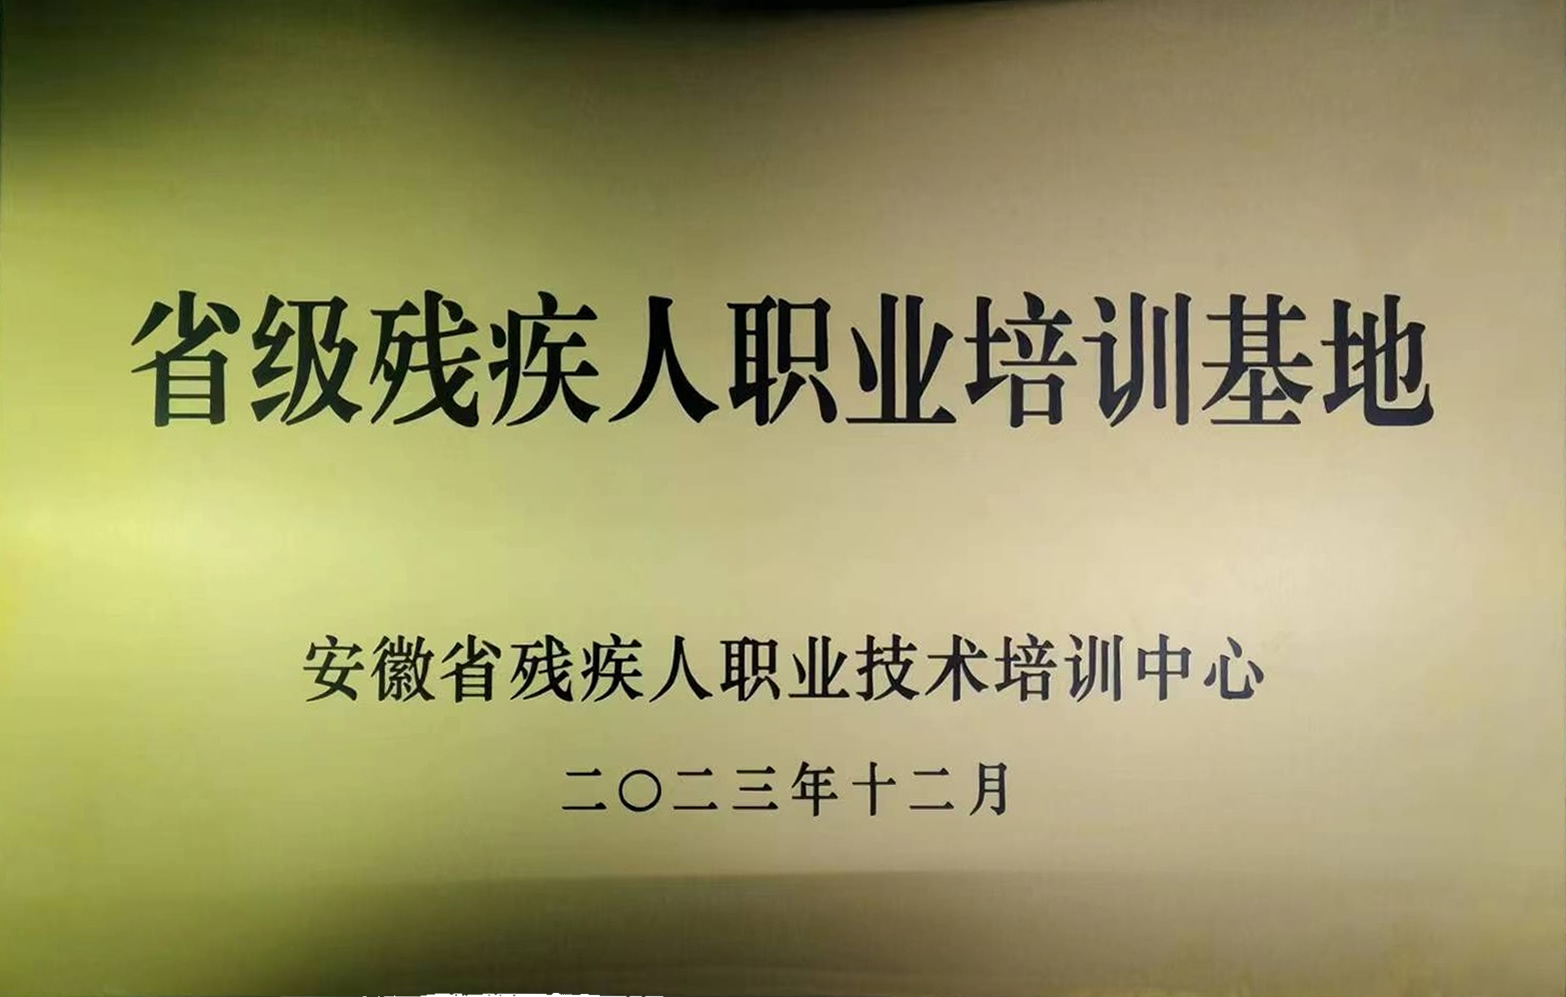 省级残疾人职业培训基地
安徽省残疾人职业技术培训中心
二〇二三年十二月